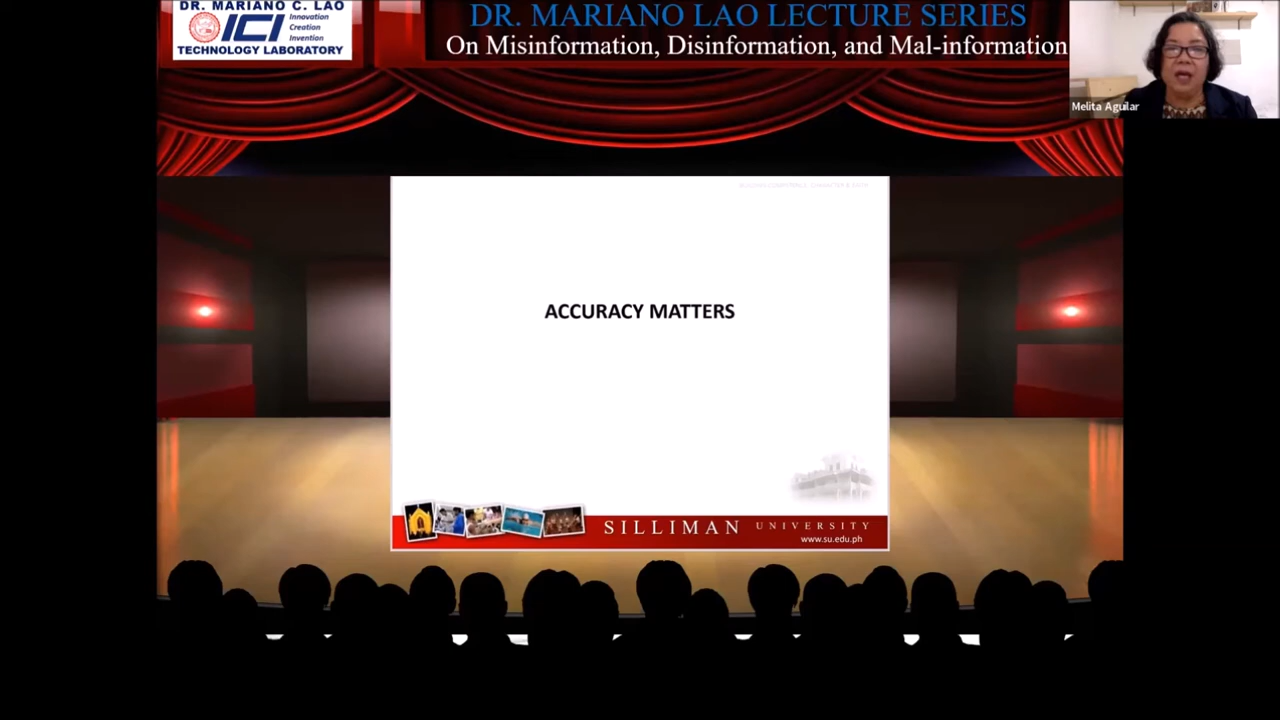 DR. MARIANO C. LAO
ICI
Innovation
Creation
Invention
TECHNOLOGY LABORATORY
DR. MARIANO LAO LECTURE SERIES
On Misinformation, Disinformation, and Mal-information
Melita Aguilar
ACCURACY MATTERS
SILLIMAN UNIVERSITY
www.su.edu.ph